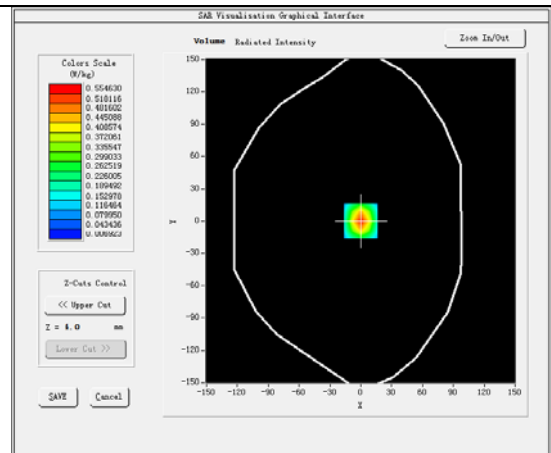 SAR Visualisation Graphical Interface
Volume Radiated Intensity
Zoom In/Out
Colors Scale
(W/kg)
0.554630
0.518116
0.481602
0.445088
0.408574
0.372061
0.335547
0.299033
0.262519
0.226005
0.189492
0.152978
0.116464
0.079950
0.043436
0.006923
150
120
90
60
30
0
-30
-60
-90
-120
-150
Y
-150 -120 -90 -60 -30 0 30 60 90 120 150
X
Z-Cuts Control
<< Upper Cut
Z = 4.0 mm
Lower Cut >>
SAVE Cancel